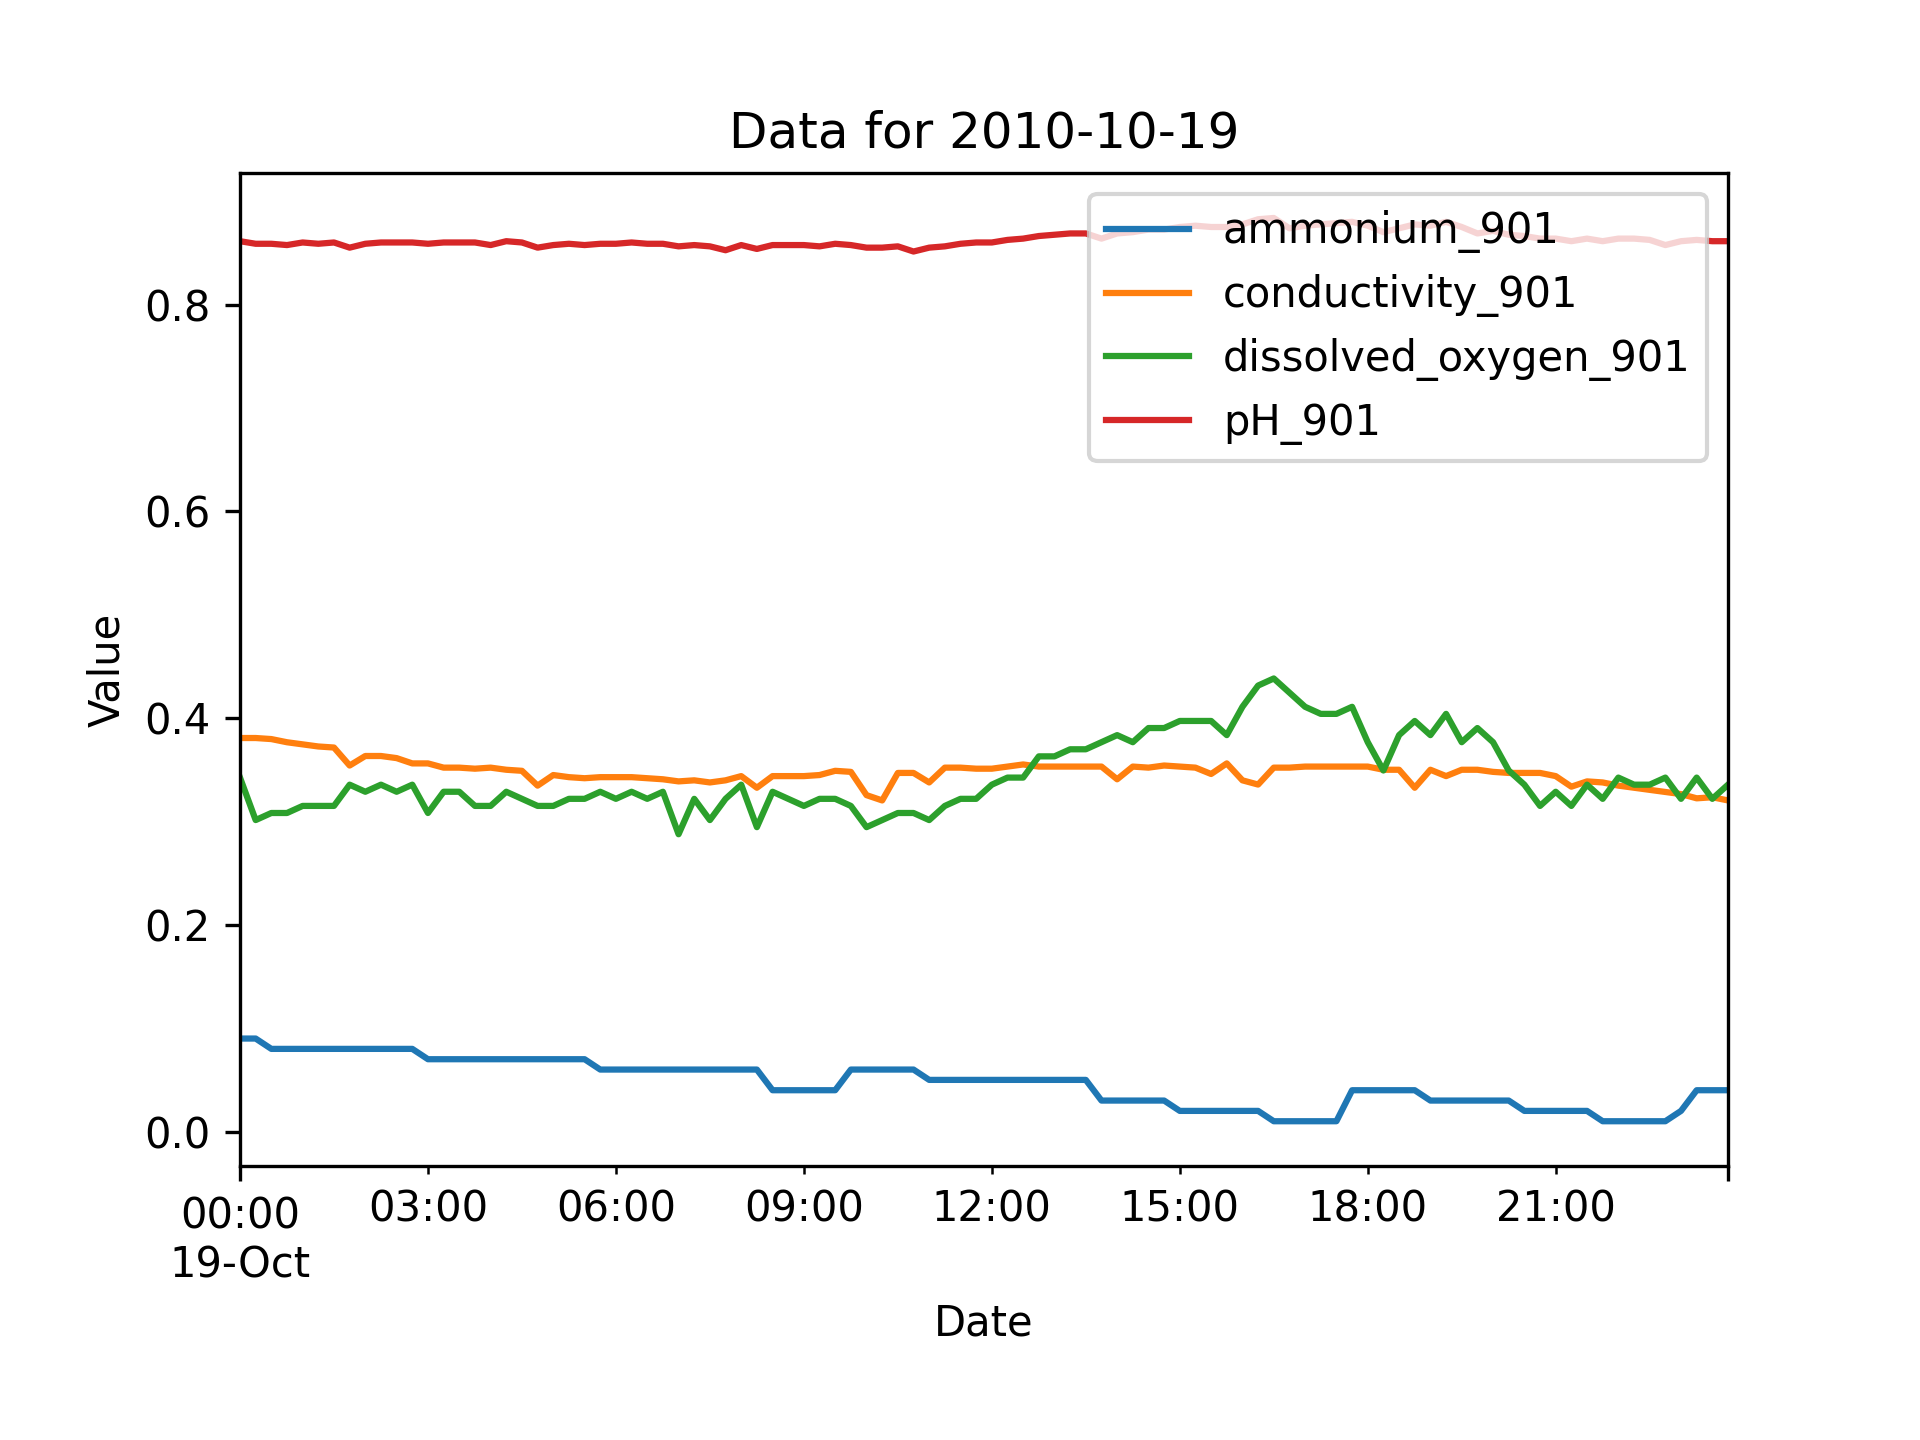 Data for 2010-10-19
ammonium_901
conductivity_901
dissolved_oxygen_901
pH_901
Value
0.8
0.6
0.4
0.2
0.0
00:00 03:00 06:00 09:00 12:00 15:00 18:00 21:00
19-Oct
Date